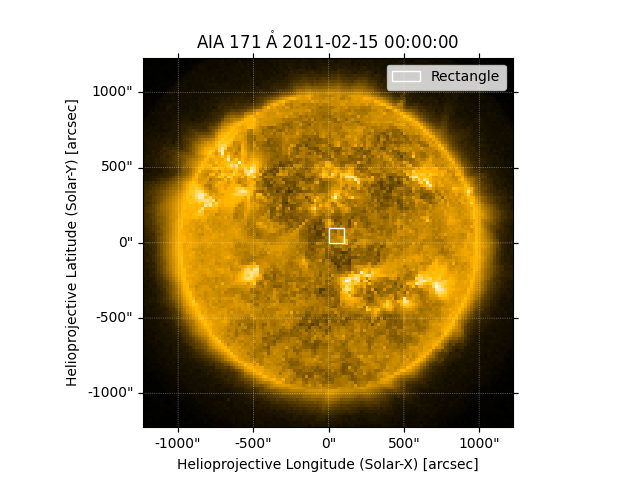 AIA 171 Å 2011-02-15 00:00:00
Rectangle
1000"
500"
0"
-500"
-1000"
Helioprojective Latitude (Solar-Y) [arcsec]
-1000" -500" 0" 500" 1000"
Helioprojective Longitude (Solar-X) [arcsec]